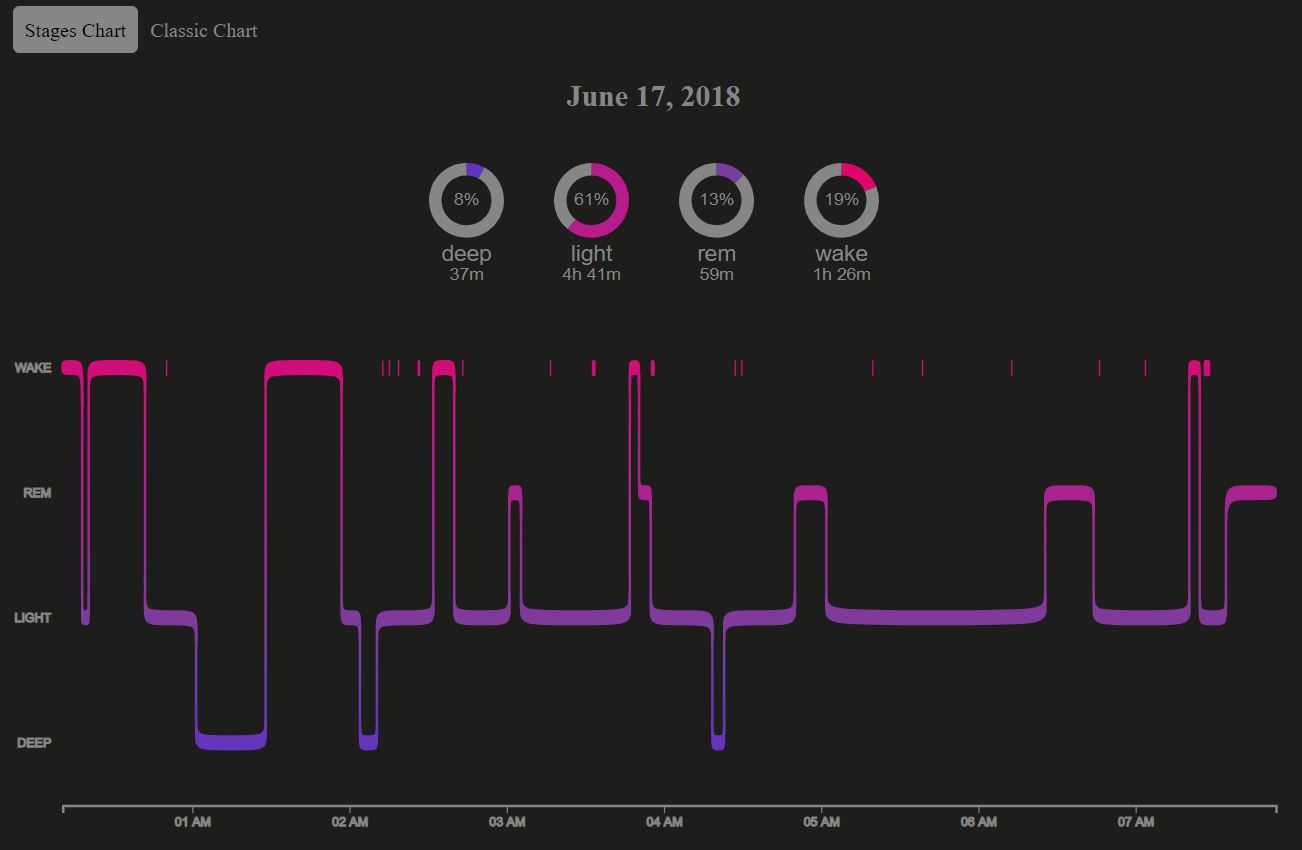 Stages Chart Classic Chart
June 17, 2018
8% 61% 13% 19%
deep light rem wake
37m 4h 41m 59m 1h 26m
WAKE
REM
LIGHT
DEEP
01 AM 02 AM 03 AM 04 AM 05 AM 06 AM 07 AM